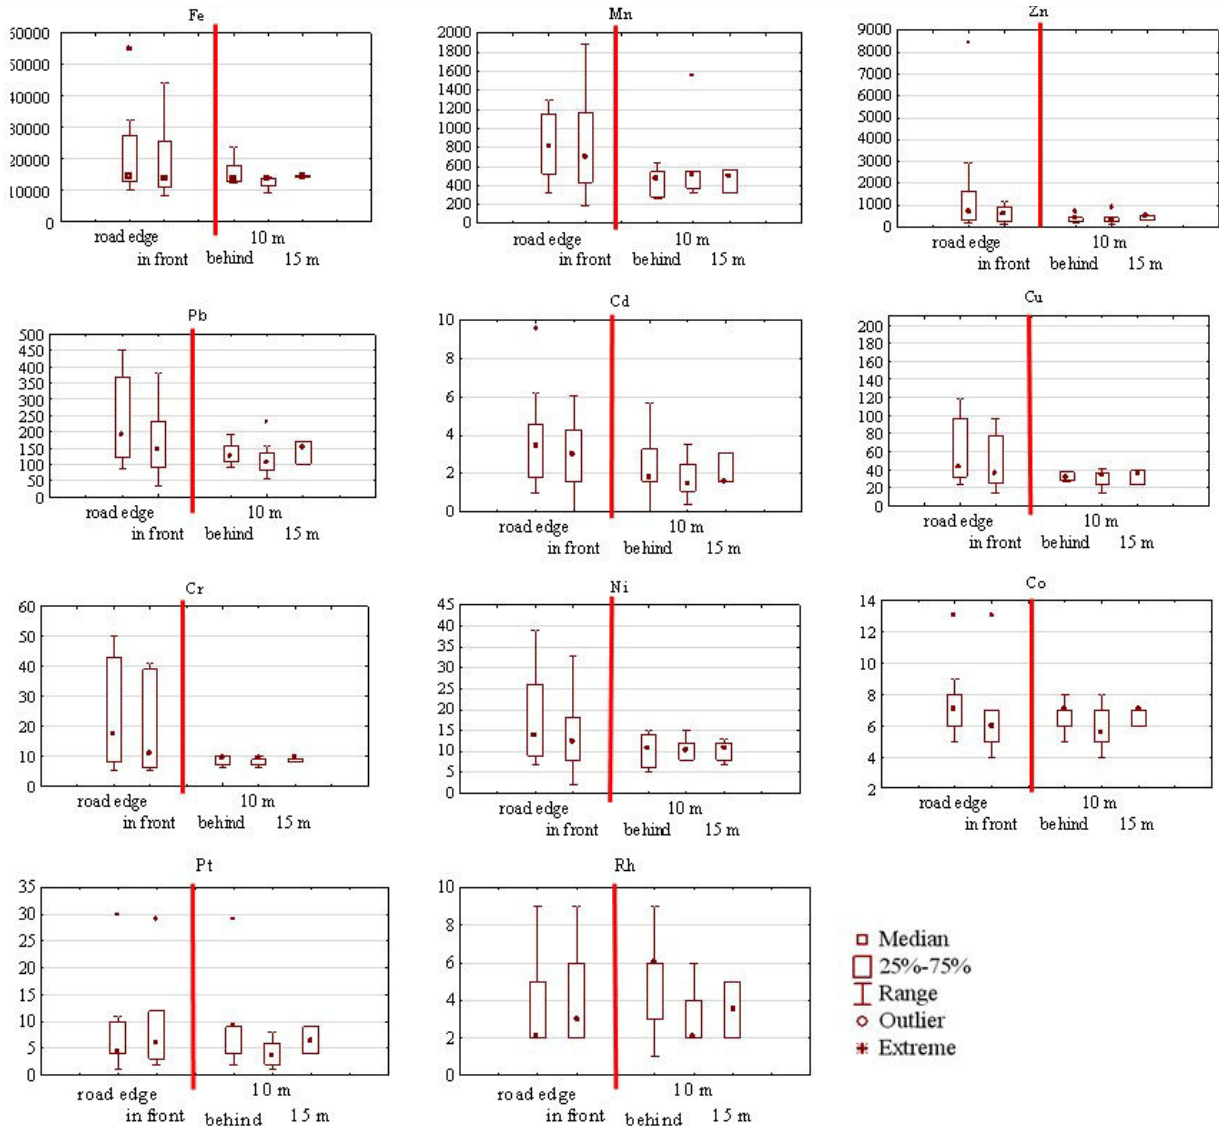 Fe
60000
50000
40000
30000
20000
10000
0
road edge
10 m
in front
behind
15 m
Mn
2000
1800
1600
1400
1200
1000
800
600
400
200
0
road edge
10 m
in front
behind
15 m
Zn
9000
8000
7000
6000
5000
4000
3000
2000
1000
0
road edge
10 m
in front
behind
15 m
Pb
500
450
400
350
300
250
200
150
100
50
0
road edge
10 m
in front
behind
15 m
Cd
10
8
6
4
2
0
road edge
10 m
in front
behind
15 m
Cu
200
180
160
140
120
100
80
60
40
20
0
road edge
10 m
in front
behind
15 m
Cr
60
50
40
30
20
10
0
road edge
10 m
in front
behind
15 m
Ni
45
40
35
30
25
20
15
10
5
0
road edge
10 m
in front
behind
15 m
Co
14
12
10
8
6
4
2
road edge
10 m
in front
behind
15 m
Pt
35
30
25
20
15
10
5
0
road edge
10 m
in front
behind
15 m
Rh
10
8
6
4
2
0
road edge
10 m
in front
behind
15 m
Median
25%-75%
Range
Outlier
Extreme